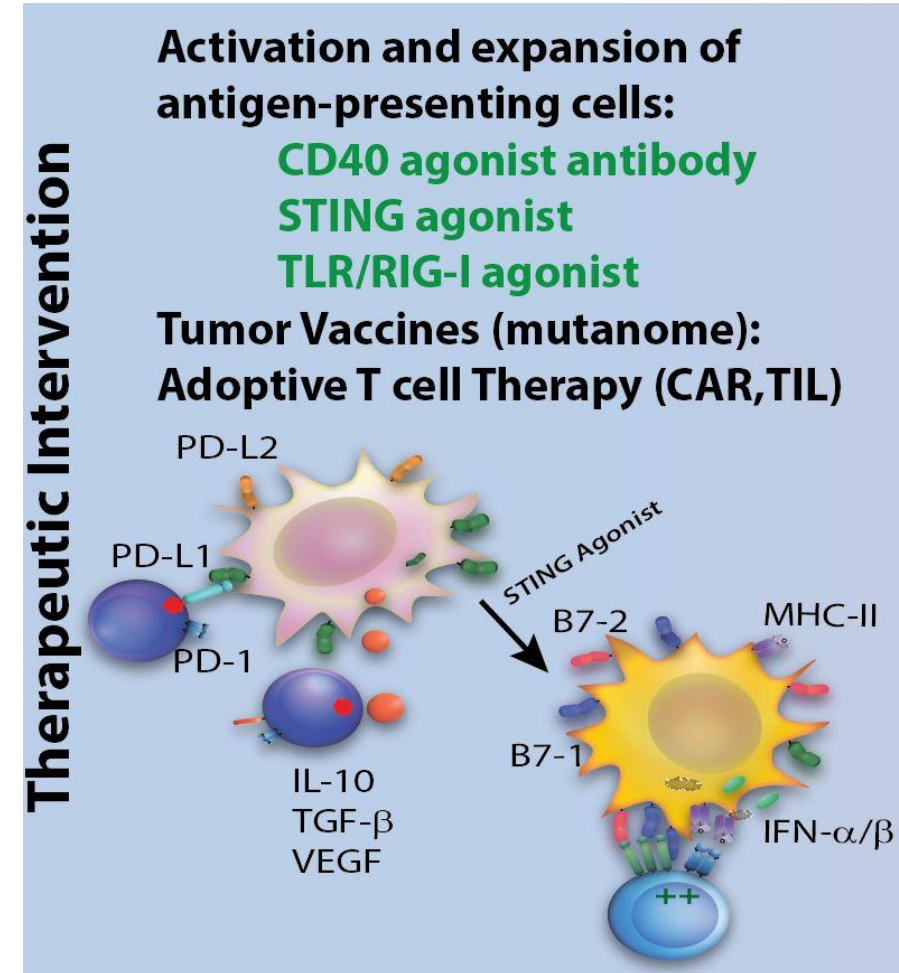 Therapeutic Intervention
Activation and expansion of
antigen-presenting cells:
CD40 agonist antibody
STING agonist
TLR/RIG-I agonist
Tumor Vaccines (mutanome):
Adoptive T cell Therapy (CAR,TIL)
PD-L2
PD-L1
PD-1
STING Agonist
B7-2
MHC-II
B7-1
IL-10
TGF-β
VEGF
IFN-α/β
++